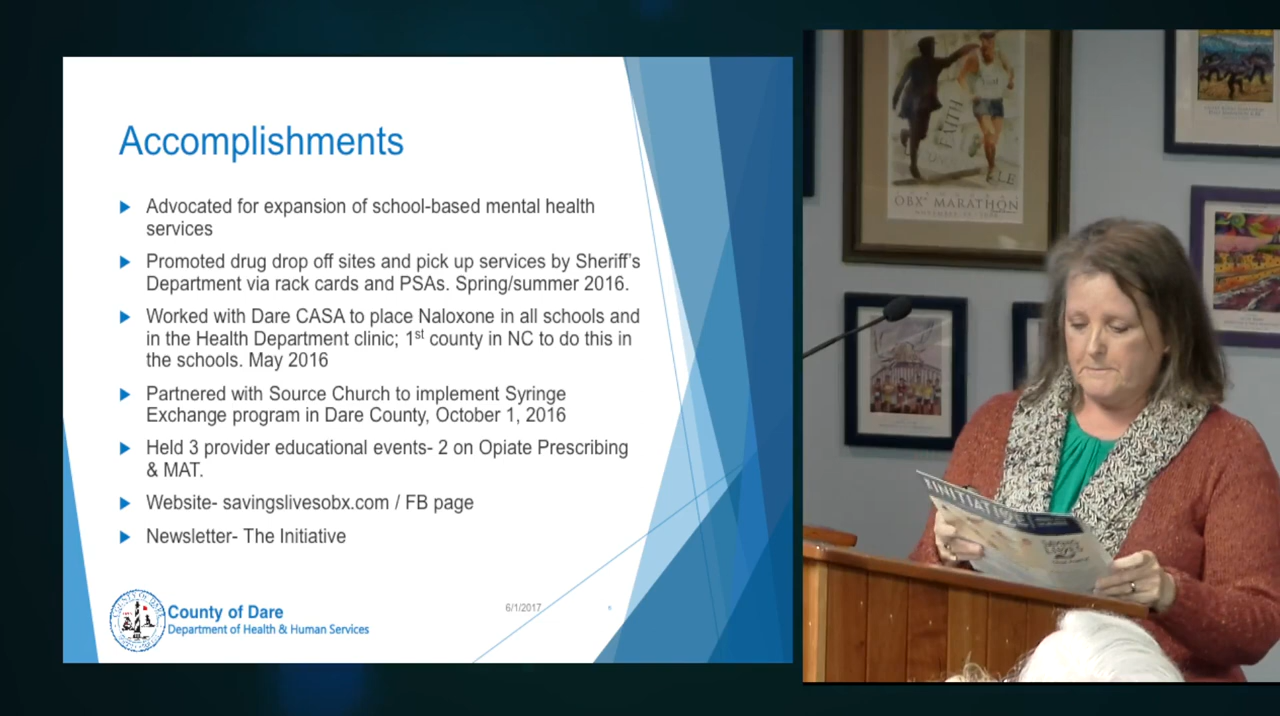 Accomplishments
Advocated for expansion of school-based mental health
services
Promoted drug drop off sites and pick up services by Sheriff's
Department via rack cards and PSAs. Spring/summer 2016.
Worked with Dare CASA to place Naloxone in all schools and
in the Health Department clinic; 1st county in NC to do this in
the schools. May 2016
Partnered with Source Church to implement Syringe
Exchange program in Dare County, October 1, 2016
Held 3 provider educational events- 2 on Opiate Prescribing
& MAT.
Website- savingslivesobx.com / FB page
Newsletter- The Initiative
County of Dare
Department of Health & Human Services
6/1/2017
FAITH
OBX MARATHON
INITIATIVE